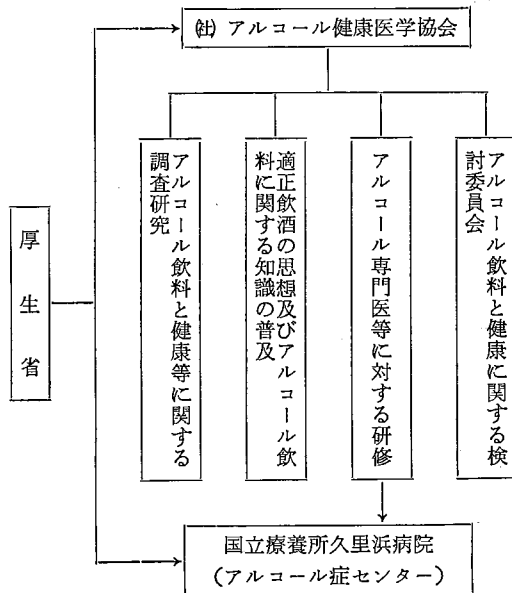 ㈳ アルコール健康医学協会
アルコール飲料と健康等に関する
調査研究
適正飲酒の思想及びアルコール飲
料に関する知識の普及
アルコール専門医等に対する研修
アルコール飲料と健康に関する検
討委員会
厚生省
国立療養所久里浜病院
(アルコール症センター)